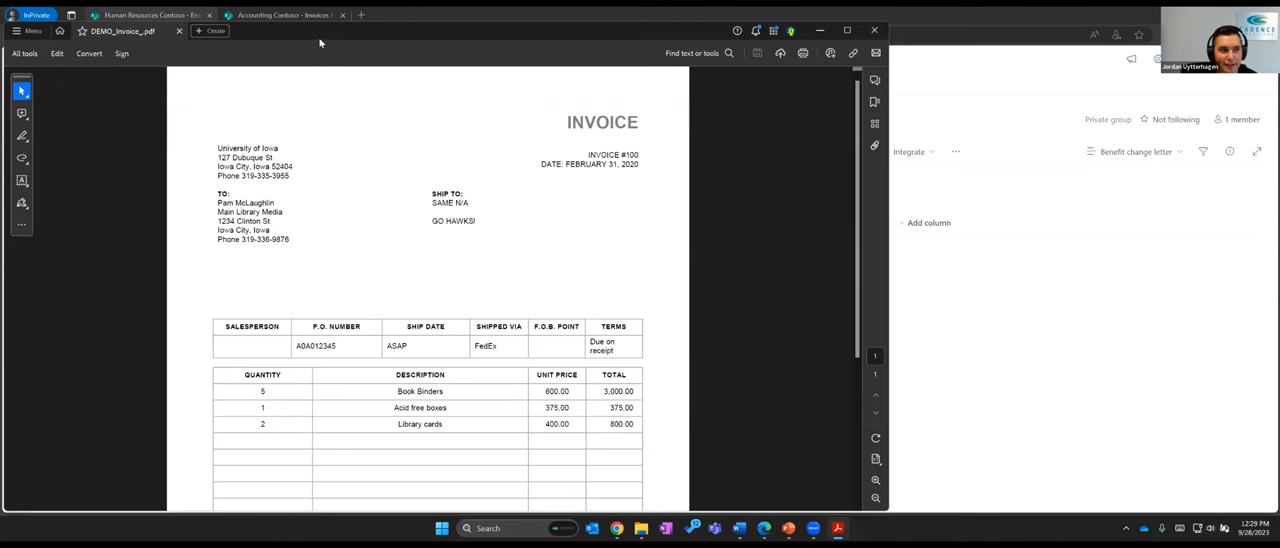 InPrivate Human Resources Contoso - Em Accounting Contoso - Invoices
Menu DEMO_Invoice_.pdf Create
All tools Edit Convert Sign Find text or tools
CADENCE
Jordan Uytterhagen
Private group Not following 1 member
Integrate Benefit change letter
+ Add column
INVOICE
University of Iowa
127 Dubuque St
Iowa City, Iowa 52404
Phone 319-335-3955
INVOICE #100
DATE: FEBRUARY 31, 2020
TO:
Pam McLaughlin
Main Library Media
1234 Clinton St
Iowa City, Iowa
Phone 319-336-9876
SHIP TO:
SAME N/A
GO HAWKS!
SALESPERSON P.O. NUMBER SHIP DATE SHIPPED VIA F.O.B. POINT TERMS
A0A012345 ASAP FedEx Due on
receipt
QUANTITY DESCRIPTION UNIT PRICE TOTAL
5 Book Binders 600.00 3,000.00
1 Acid free boxes 375.00 375.00
2 Library cards 400.00 800.00
1
1
Search
12:29 PM
9/28/2023